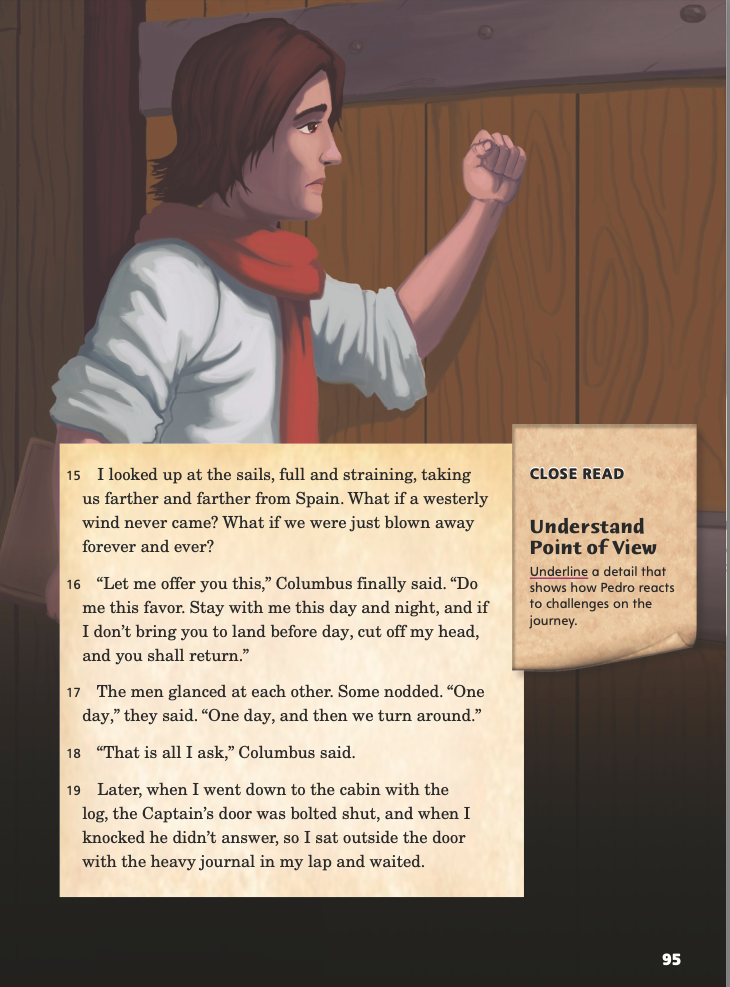 15 I looked up at the sails, full and straining, taking
us farther and farther from Spain. What if a westerly
wind never came? What if we were just blown away
forever and ever?
16 “Let me offer you this,” Columbus finally said. “Do
me this favor. Stay with me this day and night, and if
I don’t bring you to land before day, cut off my head,
and you shall return.”
17 The men glanced at each other. Some nodded. “One
day,” they said. “One day, and then we turn around.”
18 “That is all I ask,” Columbus said.
19 Later, when I went down to the cabin with the
log, the Captain’s door was bolted shut, and when I
knocked he didn’t answer, so I sat outside the door
with the heavy journal in my lap and waited.
CLOSE READ
Understand
Point of View
Underline a detail that
shows how Pedro reacts
to challenges on the
journey.
95